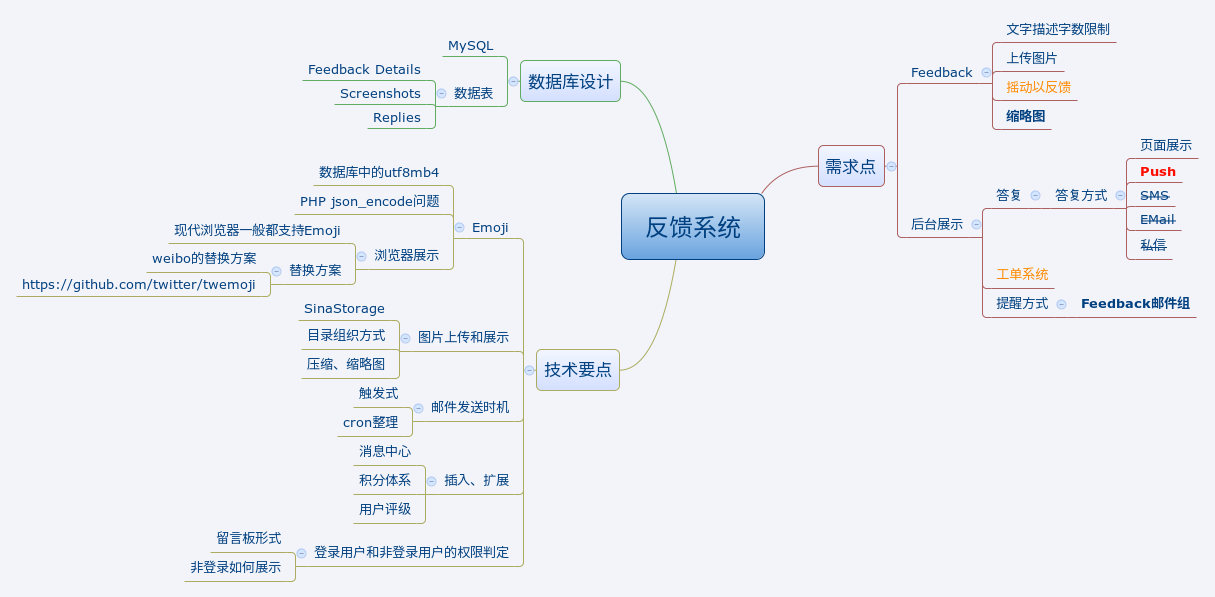 反馈系统
需求点
Feedback
文字描述字数限制
上传图片
摇动以反馈
缩略图
后台展示
答复
答复方式
页面展示
Push
SMS
EMail
私信
工单系统
提醒方式
Feedback邮件组
数据库设计
MySQL
数据表
Feedback Details
Screenshots
Replies
技术要点
Emoji
数据库中的utf8mb4
PHP json_encode问题
浏览器展示
现代浏览器一般都支持Emoji
替换方案
weibo的替换方案
https://github.com/twitter/twemoji
图片上传和展示
SinaStorage
目录组织方式
压缩、缩略图
邮件发送时机
触发式
cron整理
插入、扩展
消息中心
积分体系
用户评级
登录用户和非登录用户的权限判定
留言板形式
非登录如何展示